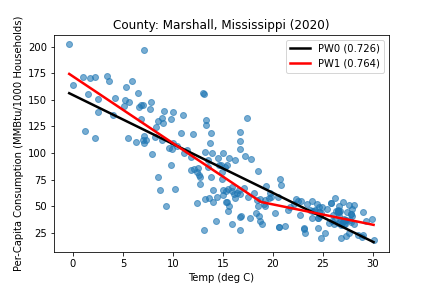 County: Marshall, Mississippi (2020)
PW0 (0.726)
PW1 (0.764)
Per-Capita Consumption (MMBtu/1000 Households)
200
175
150
125
100
75
50
25
0 5 10 15 20 25 30
Temp (deg C)